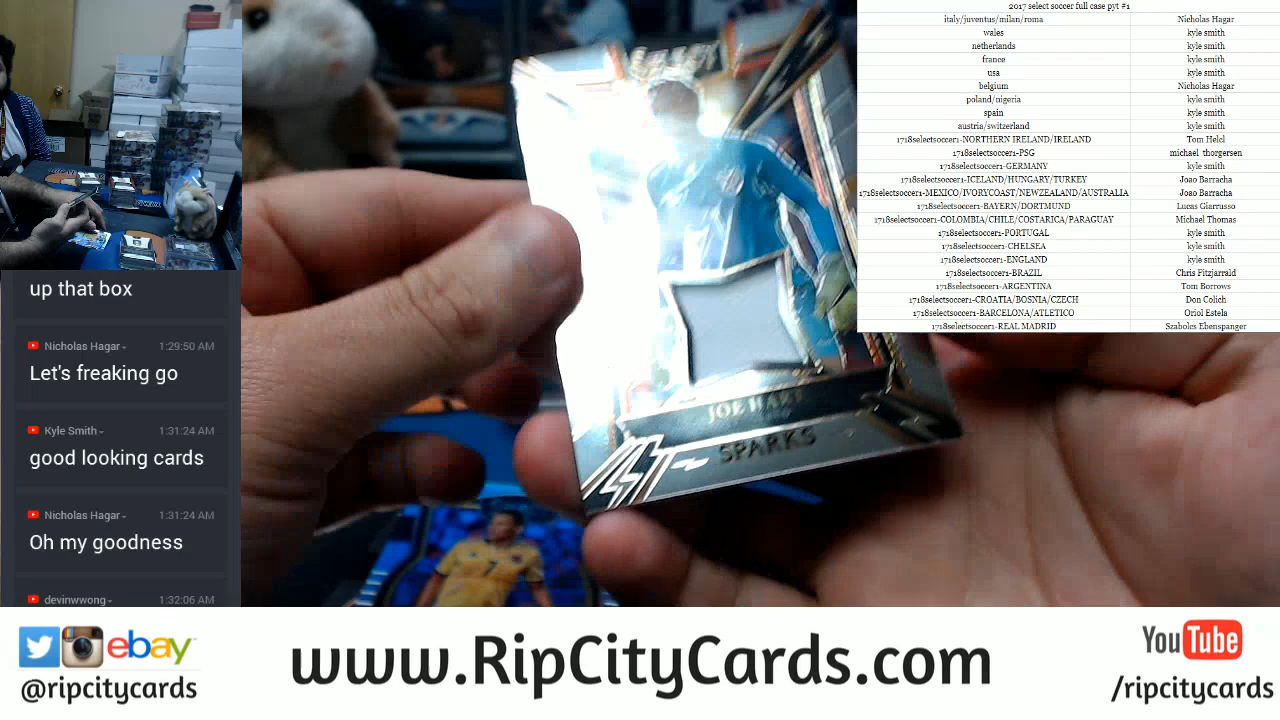 up that box
Nicholas Hagar
1:29:50 AM
Let's freaking go
Kyle Smith
1:31:24 AM
good looking cards
Nicholas Hagar
1:31:24 AM
Oh my goodness
devinwwong
1:32:06 AM
JOE HART
SPARKS
7
2017 select soccer full case pyt #1
italy/juventus/milan/roma Nicholas Hagar
wales kyle smith
netherlands kyle smith
france kyle smith
usa kyle smith
belgium Nicholas Hagar
poland/nigeria kyle smith
spain kyle smith
austria/switzerland kyle smith
1718selectsoccer1-NORTHERN IRELAND/IRELAND Tom Helcl
1718selectsoccer1-PSG michael thorgersen
1718selectsoccer1-GERMANY kyle smith
1718selectsoccer1-ICELAND/HUNGARY/TURKEY Joao Barracha
1718selectsoccer1-MEXICO/IVORYCOAST/NEWZEALAND/AUSTRALIA Joao Barracha
1718selectsoccer1-BAYERN/DORTMUND Lucas Giarrusso
1718selectsoccer1-COLOMBIA/CHILE/COSTARICA/PARAGUAY Michael Thomas
1718selectsoccer1-PORTUGAL kyle smith
1718selectsoccer1-CHELSEA kyle smith
1718selectsoccer1-ENGLAND kyle smith
1718selectsoccer1-BRAZIL Chris Fitzjarrald
1718selectsoccer1-ARGENTINA Tom Borrows
1718selectsoccer1-CROATIA/BOSNIA/CZECH Don Colich
1718selectsoccer1-BARCELONA/ATLETICO Oriol Estela
1718selectsoccer1-REAL MADRID Szabolcs Ebenspanger
ebay
@ripcitycards
www.RipCityCards.com
YouTube
/ripcitycards